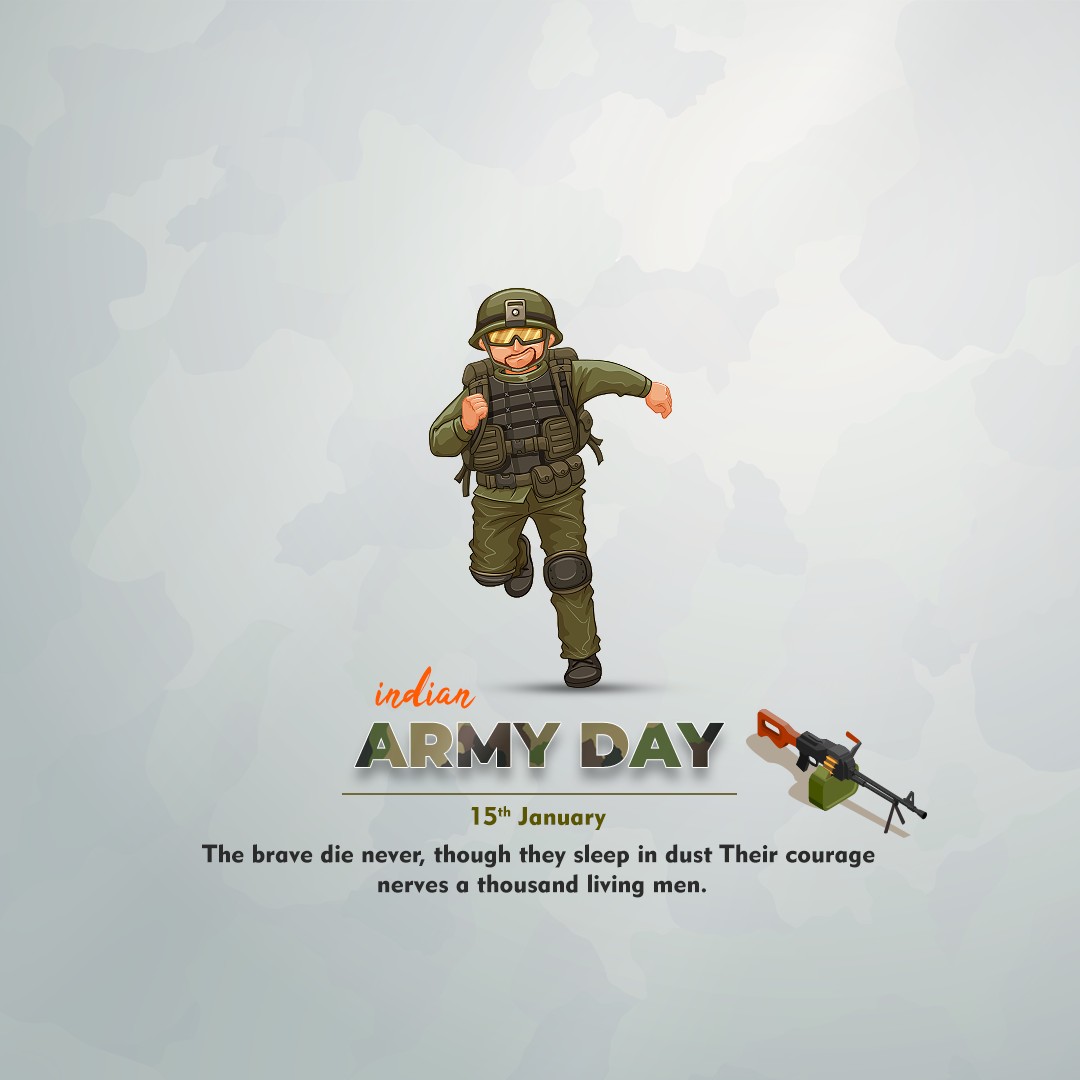 indian
ARMY DAY
15th January
The brave die never, though they sleep in dust Their courage
nerves a thousand living men.